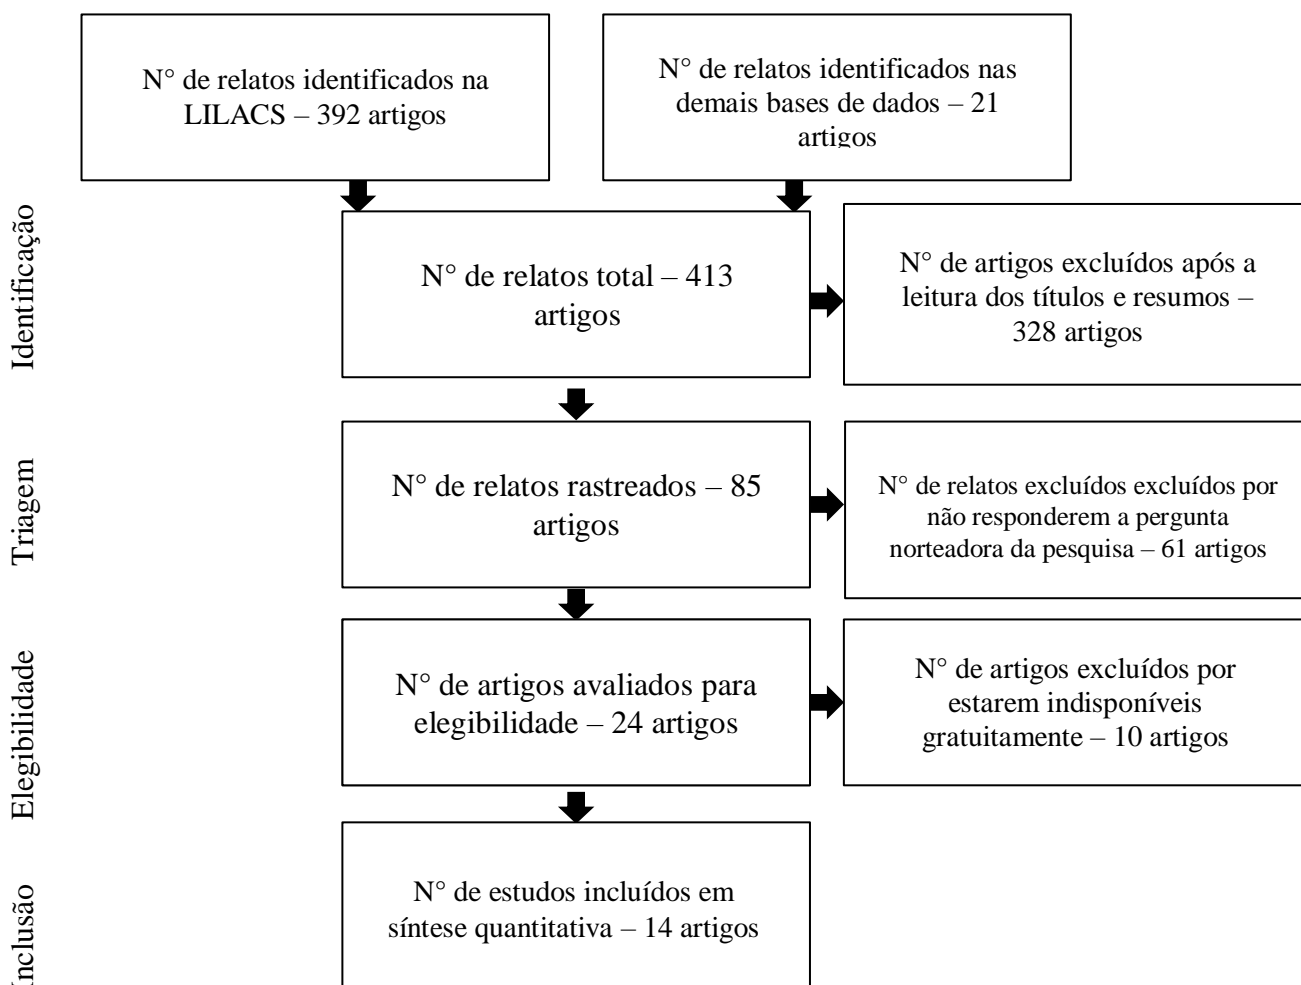 N° de relatos identificados na
LILACS – 392 artigos
N° de relatos identificados nas
demais bases de dados – 21
artigos
Identificação
N° de relatos total – 413
artigos
N° de artigos excluídos após a
leitura dos títulos e resumos –
328 artigos
Triagem
N° de relatos rastreados – 85
artigos
N° de relatos excluídos excluídos por
não responderem a pergunta
norteadora da pesquisa – 61 artigos
Elegibilidade
N° de artigos avaliados para
elegibilidade – 24 artigos
N° de artigos excluídos por
estarem indisponíveis
gratuitamente – 10 artigos
Inclusão
N° de estudos incluídos em
síntese quantitativa – 14 artigos